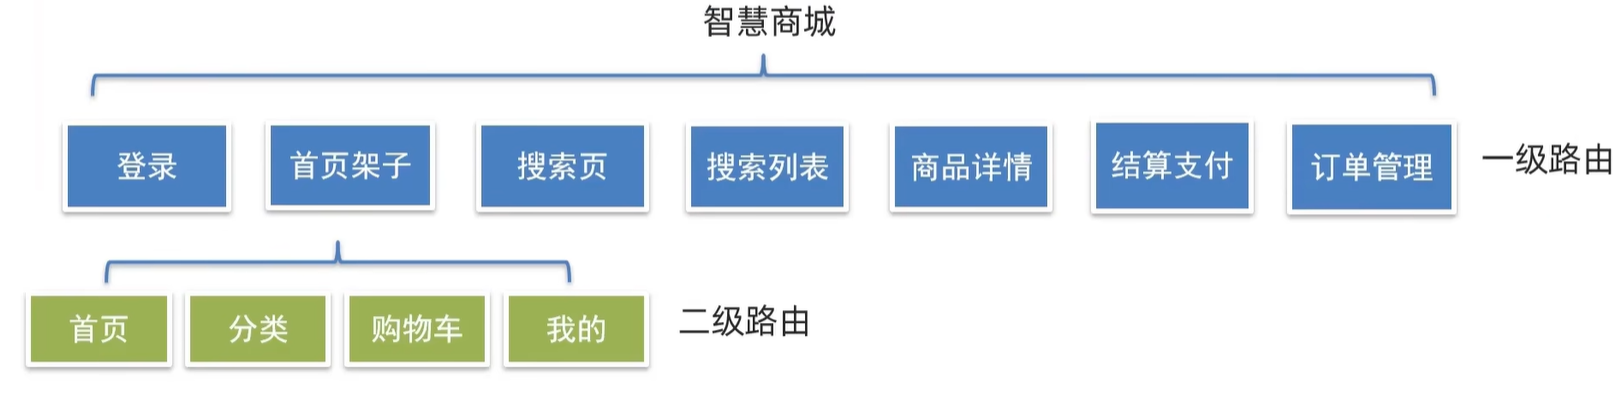 智慧商城
登录
首页架子
搜索页
搜索列表
商品详情
结算支付
订单管理
一级路由
首页
分类
购物车
我的
二级路由